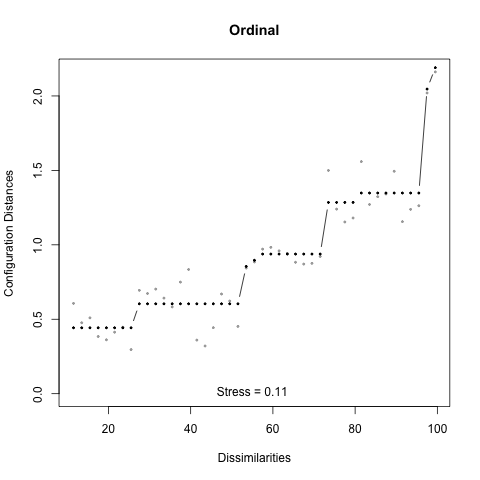 Ordinal
Configuration Distances
2.0
1.5
1.0
0.5
0.0
Stress = 0.11
20 40 60 80 100
Dissimilarities